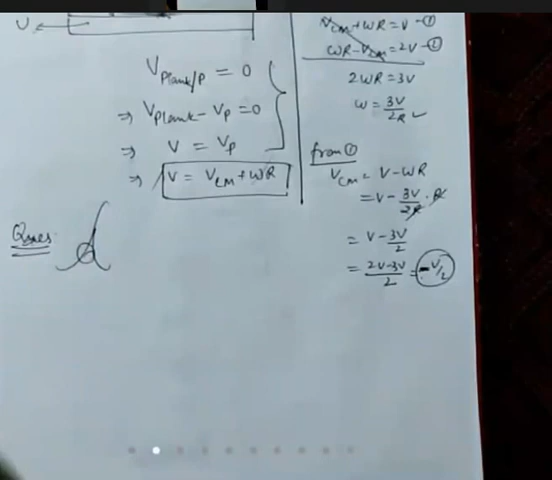 V ←
V_Plank/P = 0
⇒ V_Plank - V_P = 0
⇒ V = V_P
⇒ V = V_cm + ωR
V_cm + ωR = V - ①
ωR - V_cm = 2V - ②
2ωR = 3V
ω = 3V/2R ✓
from ①
V_cm = V - ωR
= V - 3V/2R · R
= V - 3V/2
= 2V-3V/2 = -V/2
Ques.